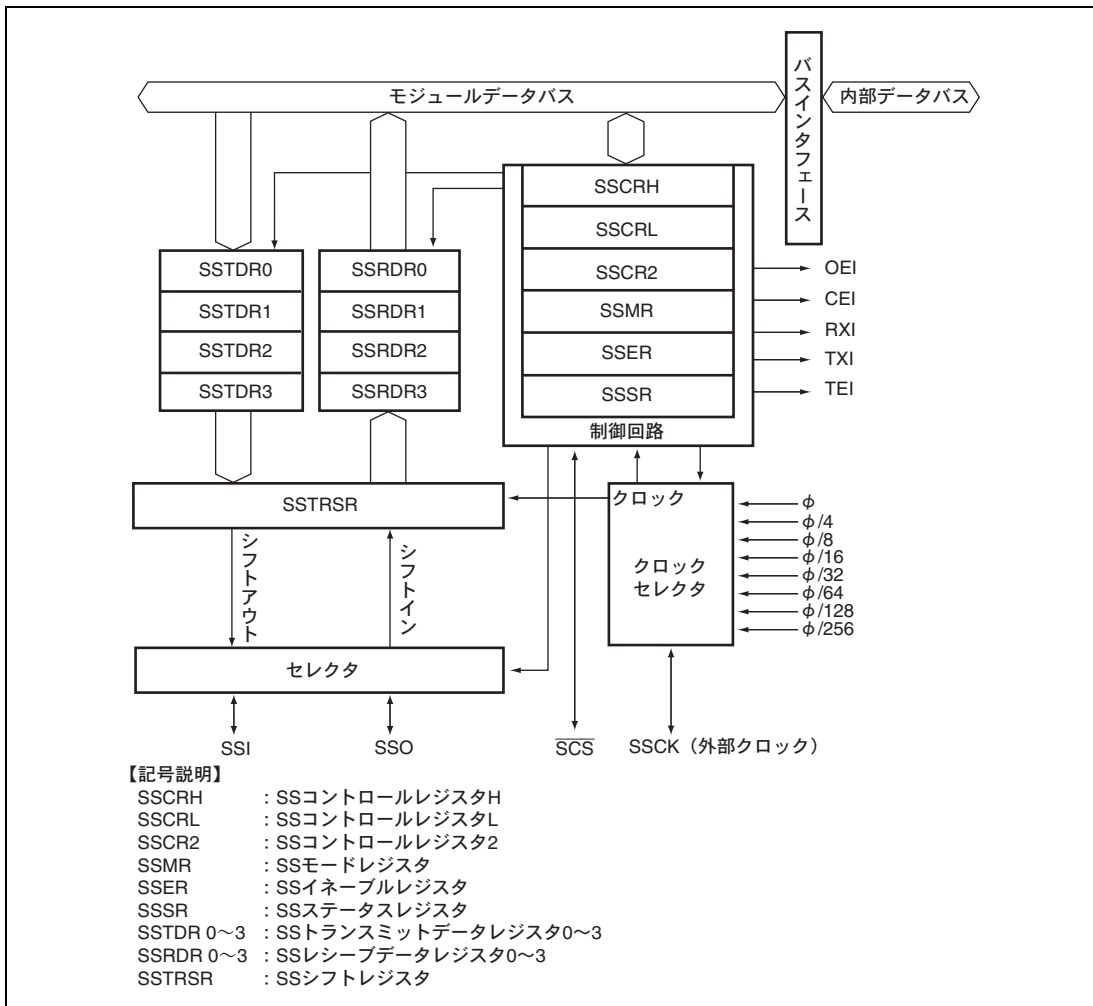 モジュールデータバス
バスインタフェース
内部データバス
SSCRH
SSCRL
SSTDR0
SSRDR0
SSCR2
OEI
SSTDR1
SSRDR1
SSMR
CEI
RXI
SSTDR2
SSRDR2
SSER
TXI
SSTDR3
SSRDR3
SSSR
TEI
制御回路
SSTRSR
クロック
φ
φ/4
φ/8
φ/16
φ/32
φ/64
φ/128
φ/256
クロック
セレクタ
シフトアウト
シフトイン
セレクタ
SSI
SSO
SCS
SSCK(外部クロック)
【記号説明】
SSCRH :SSコントロールレジスタH
SSCRL :SSコントロールレジスタL
SSCR2 :SSコントロールレジスタ2
SSMR :SSモードレジスタ
SSER :SSイネーブルレジスタ
SSSR :SSステータスレジスタ
SSTDR 0~3 :SSトランスミットデータレジスタ0~3
SSRDR 0~3 :SSレシーブデータレジスタ0~3
SSTRSR :SSシフトレジスタ